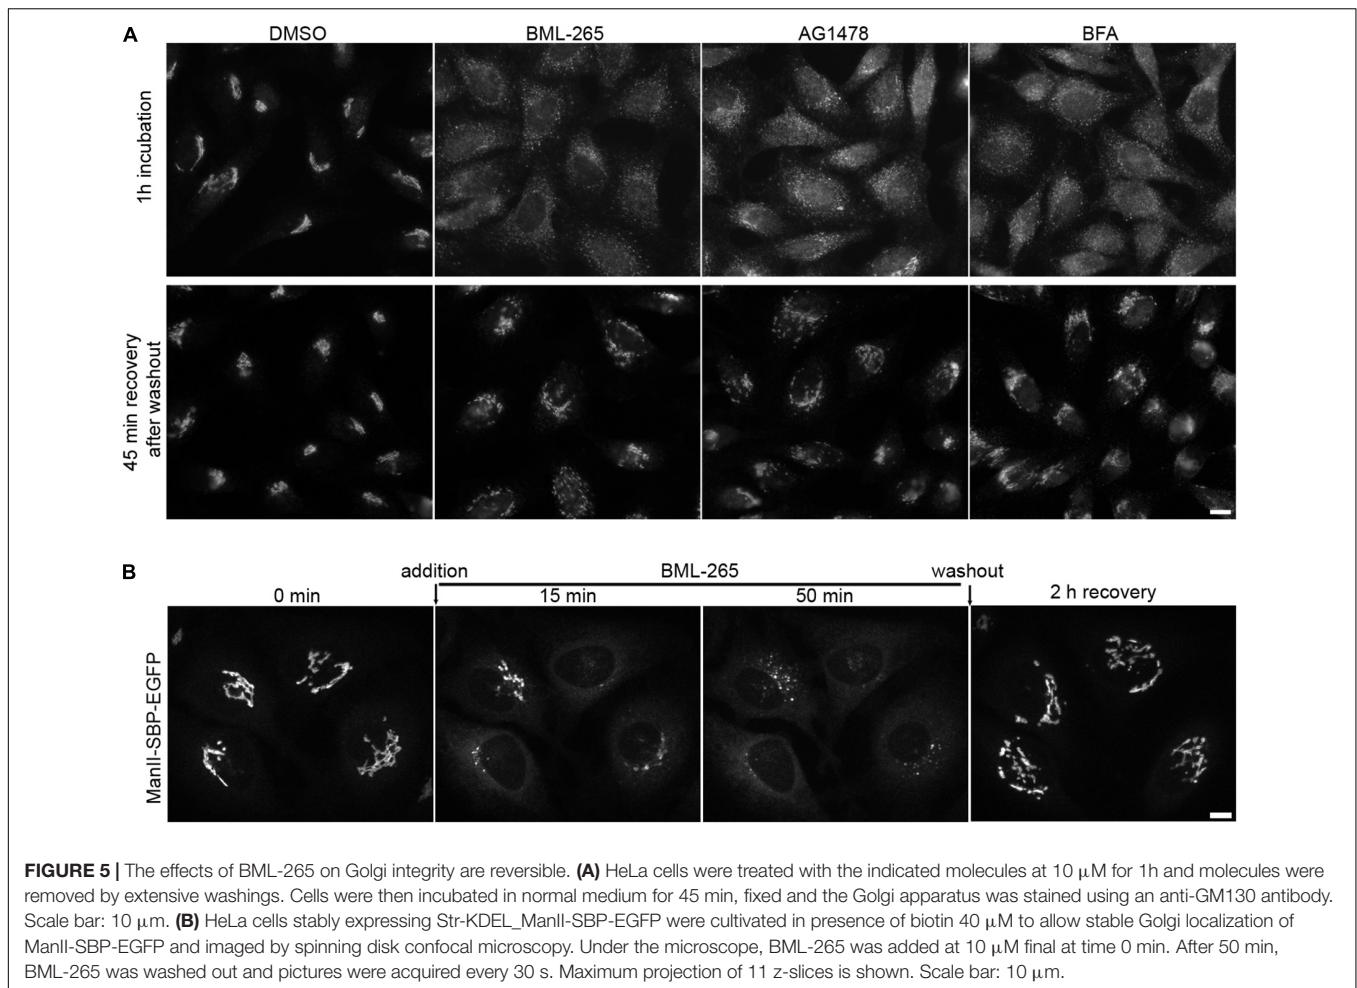 A
DMSO
BML-265
AG1478
BFA
1h incubation
45 min recovery
after washout
B
addition
BML-265
washout
0 min
15 min
50 min
2 h recovery
ManII-SBP-EGFP
FIGURE 5 | The effects of BML-265 on Golgi integrity are reversible. (A) HeLa cells were treated with the indicated molecules at 10 μM for 1h and molecules were
removed by extensive washings. Cells were then incubated in normal medium for 45 min, fixed and the Golgi apparatus was stained using an anti-GM130 antibody.
Scale bar: 10 μm. (B) HeLa cells stably expressing Str-KDEL_ManII-SBP-EGFP were cultivated in presence of biotin 40 μM to allow stable Golgi localization of
ManII-SBP-EGFP and imaged by spinning disk confocal microscopy. Under the microscope, BML-265 was added at 10 μM final at time 0 min. After 50 min,
BML-265 was washed out and pictures were acquired every 30 s. Maximum projection of 11 z-slices is shown. Scale bar: 10 μm.